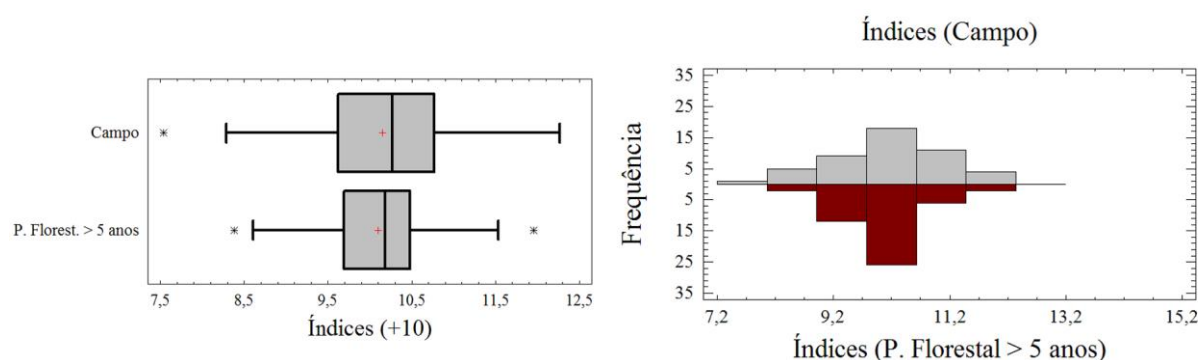 Campo
P. Florest. > 5 anos
7,5 8,5 9,5 10,5 11,5 12,5
Índices (+10)
Índices (Campo)
Frequência
35
25
15
5
5
15
25
35
7,2 9,2 11,2 13,2 15,2
Índices (P. Florestal > 5 anos)